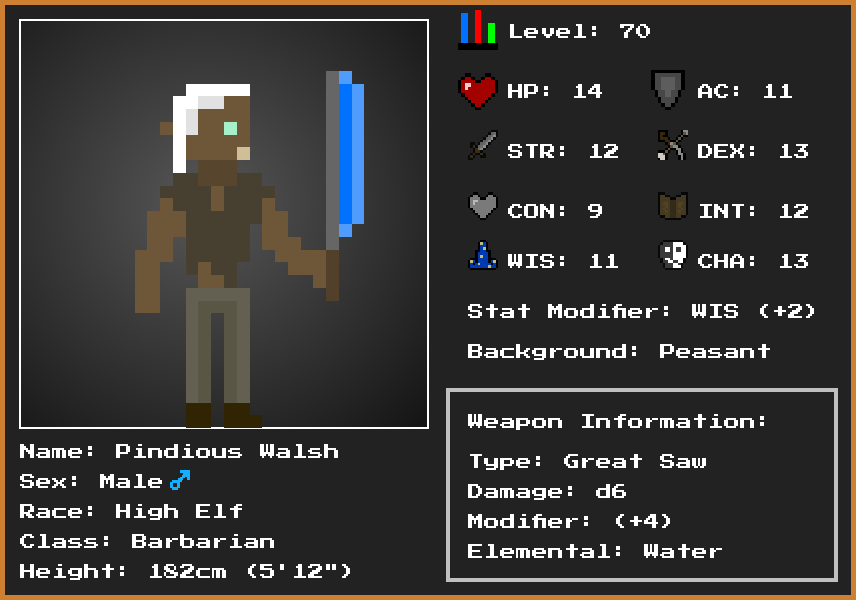 Level: 70
HP: 14 AC: 11
STR: 12 DEX: 13
CON: 9 INT: 12
WIS: 11 CHA: 13
Stat Modifier: WIS (+2)
Background: Peasant
Weapon Information:
Type: Great Saw
Damage: d6
Modifier: (+4)
Elemental: Water
Name: Pindious Walsh
Sex: Male ♂
Race: High Elf
Class: Barbarian
Height: 182cm (5'12")